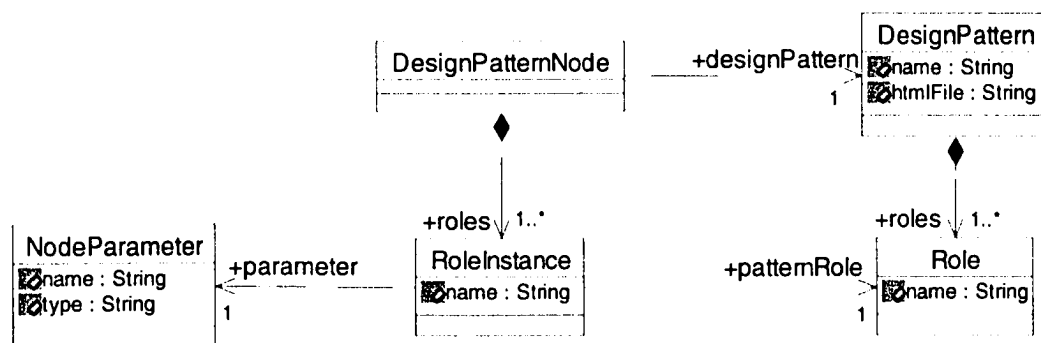 DesignPatternNode
+designPattern
1
DesignPattern
name : String
htmlFile : String
+roles 1..*
+roles 1..*
NodeParameter
name : String
type : String
+parameter
1
RoleInstance
name : String
+patternRole
1
Role
name : String